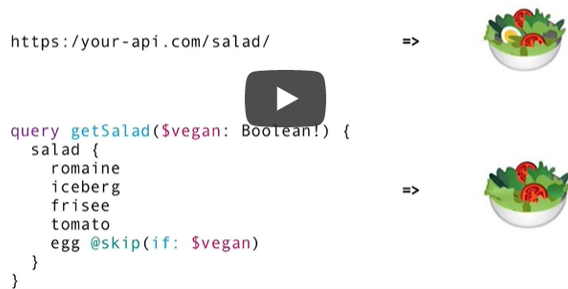 https:/your-api.com/salad/ =>
query getSalad($vegan: Boolean!) {
salad {
romaine
iceberg =>
frisee
tomato
egg @skip(if: $vegan)
}
}